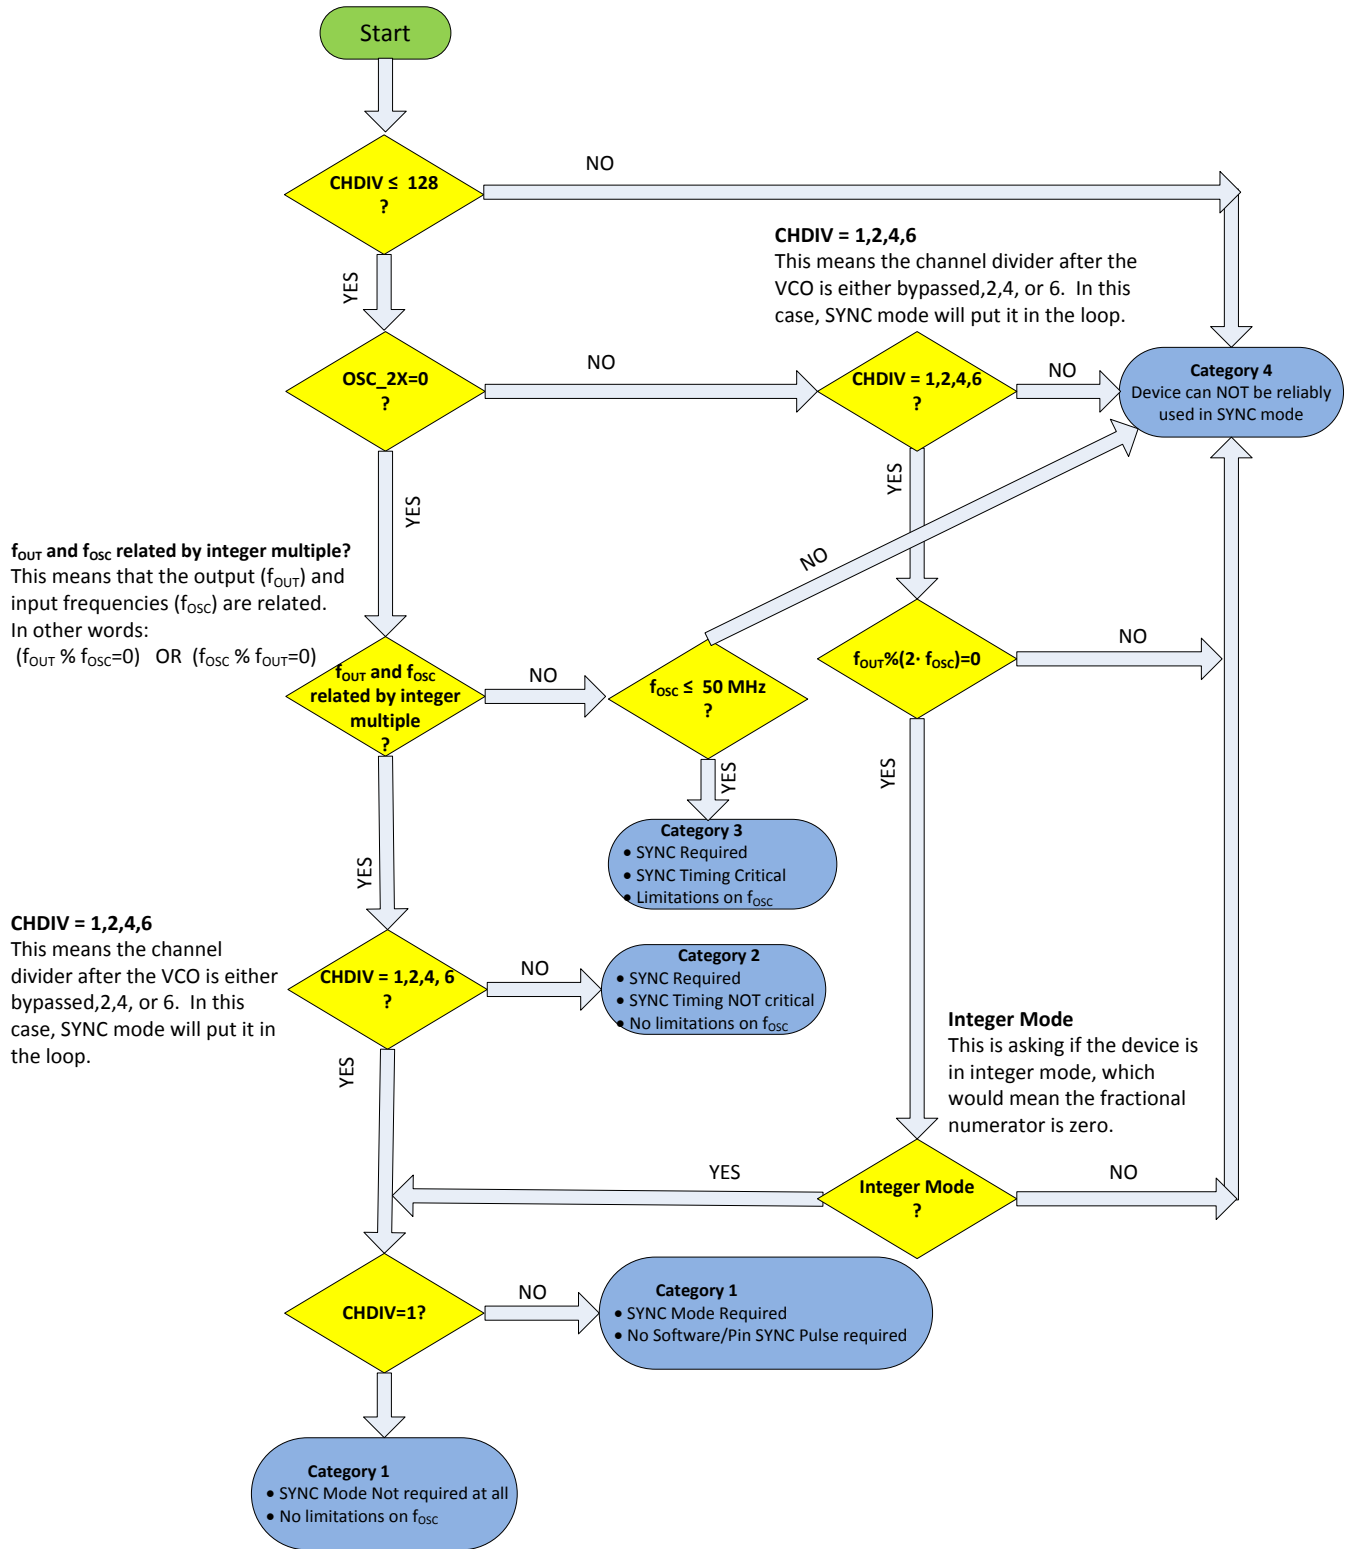 Start
CHDIV ≤ 128
?
NO
YES
CHDIV = 1,2,4,6
This means the channel divider after the
VCO is either bypassed,2,4, or 6. In this
case, SYNC mode will put it in the loop.
OSC_2X=0
?
NO
CHDIV = 1,2,4,6
?
NO
Category 4
Device can NOT be reliably
used in SYNC mode
YES
YES
NO
fOUT and fOSC related by integer multiple?
This means that the output (fOUT) and
input frequencies (fOSC) are related.
In other words:
(fOUT % fOSC=0) OR (fOSC % fOUT=0)
fOUT and fOSC
related by integer
multiple
?
NO
fOSC ≤ 50 MHz
?
fOUT%(2· fOSC)=0
NO
YES
YES
YES
Category 3
• SYNC Required
• SYNC Timing Critical
• Limitations on fOSC
CHDIV = 1,2,4,6
This means the channel
divider after the VCO is either
bypassed,2,4, or 6. In this
case, SYNC mode will put it in
the loop.
CHDIV = 1,2,4, 6
?
NO
Category 2
• SYNC Required
• SYNC Timing NOT critical
• No limitations on fOSC
YES
Integer Mode
This is asking if the device is
in integer mode, which
would mean the fractional
numerator is zero.
YES
Integer Mode
?
NO
CHDIV=1?
NO
Category 1
• SYNC Mode Required
• No Software/Pin SYNC Pulse required
Category 1
• SYNC Mode Not required at all
• No limitations on fOSC